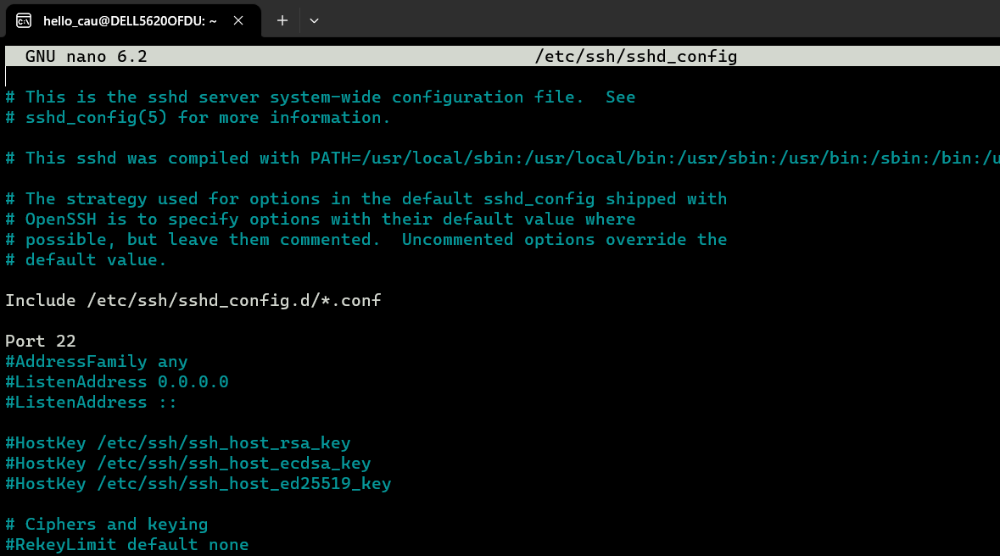 hello_cau@DELL5620OFDU: ~
GNU nano 6.2 /etc/ssh/sshd_config
# This is the sshd server system-wide configuration file.  See
# sshd_config(5) for more information.
# This sshd was compiled with PATH=/usr/local/sbin:/usr/local/bin:/usr/sbin:/usr/bin:/sbin:/bin:/u
# The strategy used for options in the default sshd_config shipped with
# OpenSSH is to specify options with their default value where
# possible, but leave them commented.  Uncommented options override the
# default value.
Include /etc/ssh/sshd_config.d/*.conf
Port 22
#AddressFamily any
#ListenAddress 0.0.0.0
#ListenAddress ::
#HostKey /etc/ssh/ssh_host_rsa_key
#HostKey /etc/ssh/ssh_host_ecdsa_key
#HostKey /etc/ssh/ssh_host_ed25519_key
# Ciphers and keying
#RekeyLimit default none